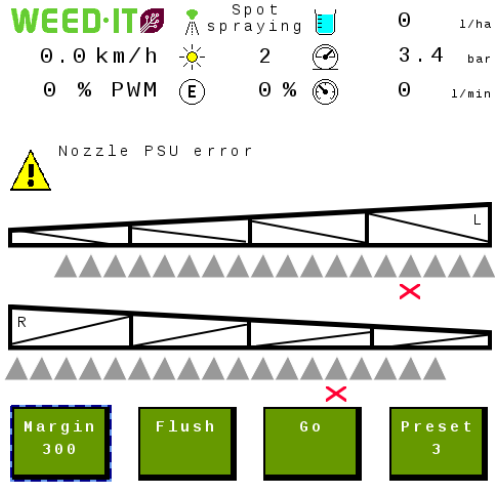 WEED-IT
Spot
spraying
0 l/ha
0.0 km/h
2
3.4 bar
0 % PWM
E
0 %
0 l/min
Nozzle PSU error
L
R
Margin
300
Flush
Go
Preset
3